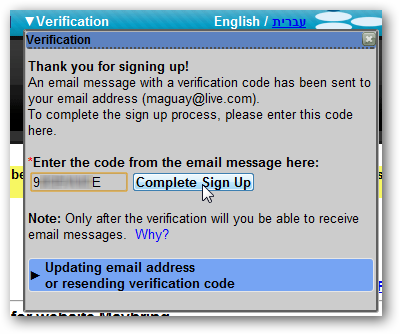 ▼Verification English / עברית
Verification
Thank you for signing up!
An email message with a verification code has been sent to
your email address (maguay@live.com).
To complete the sign up process, please enter this code
here.
*Enter the code from the email message here:
9 E Complete Sign Up
Note: Only after the verification will you be able to receive
email messages. Why?
▶ Updating email address
or resending verification code
for website